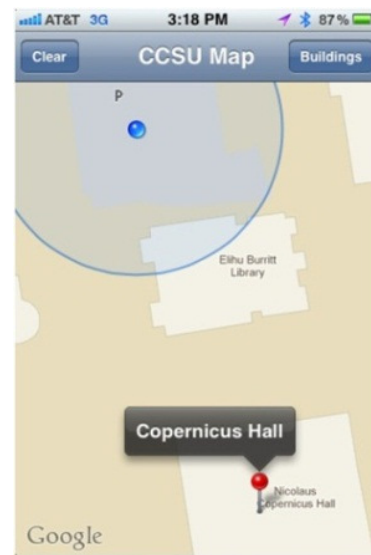 AT&T 3G 3:18 PM 87%
Clear CCSU Map Buildings
P
Elihu Burritt
Library
Copernicus Hall
Nicolaus
Copernicus Hall
Google